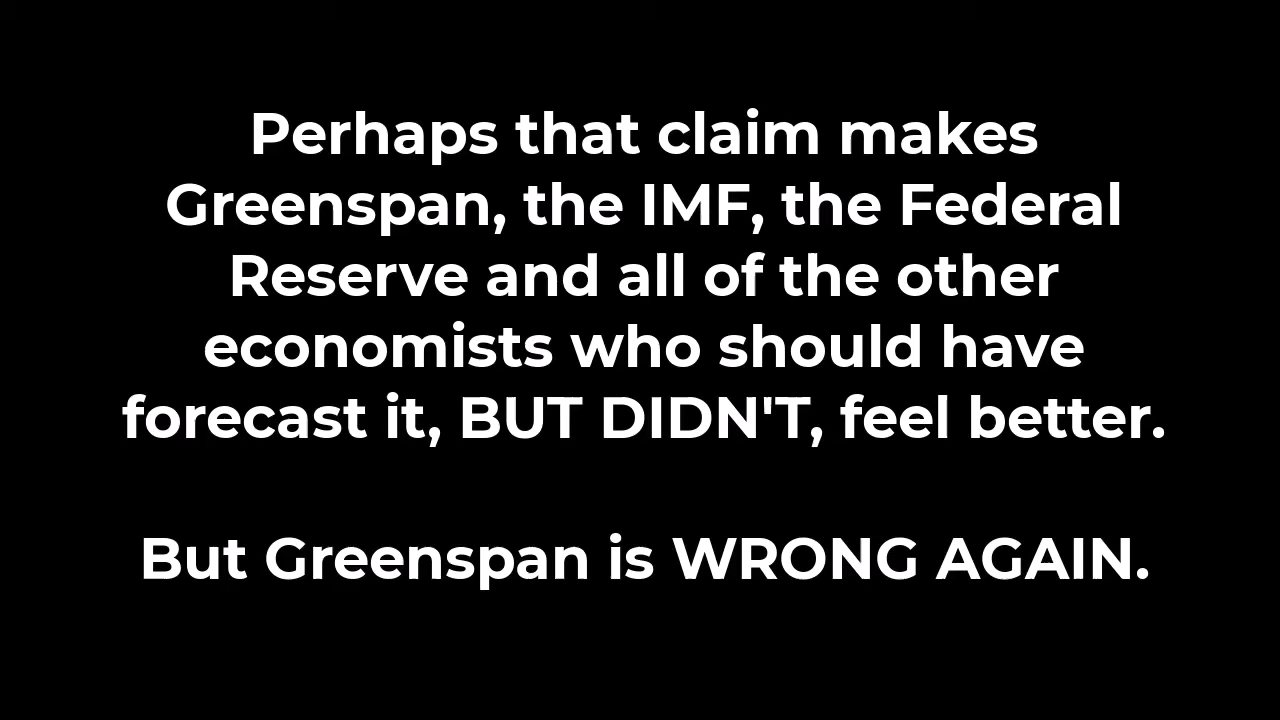 Perhaps that claim makes
Greenspan, the IMF, the Federal
Reserve and all of the other
economists who should have
forecast it, BUT DIDN'T, feel better.
But Greenspan is WRONG AGAIN.